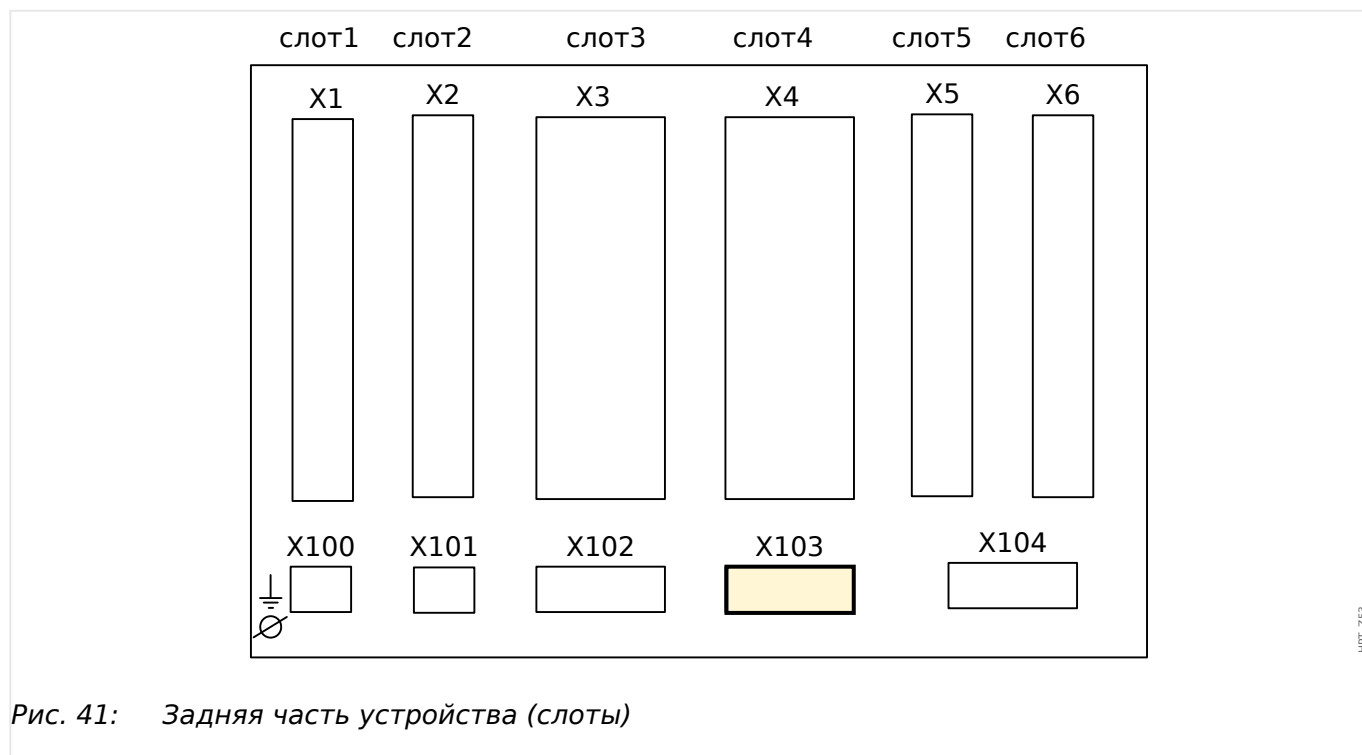 слот1 слот2 слот3 слот4 слот5 слот6
X1 X2 X3 X4 X5 X6
X100 X101 X102 X103 X104
Рис. 41: Задняя часть устройства (слоты)